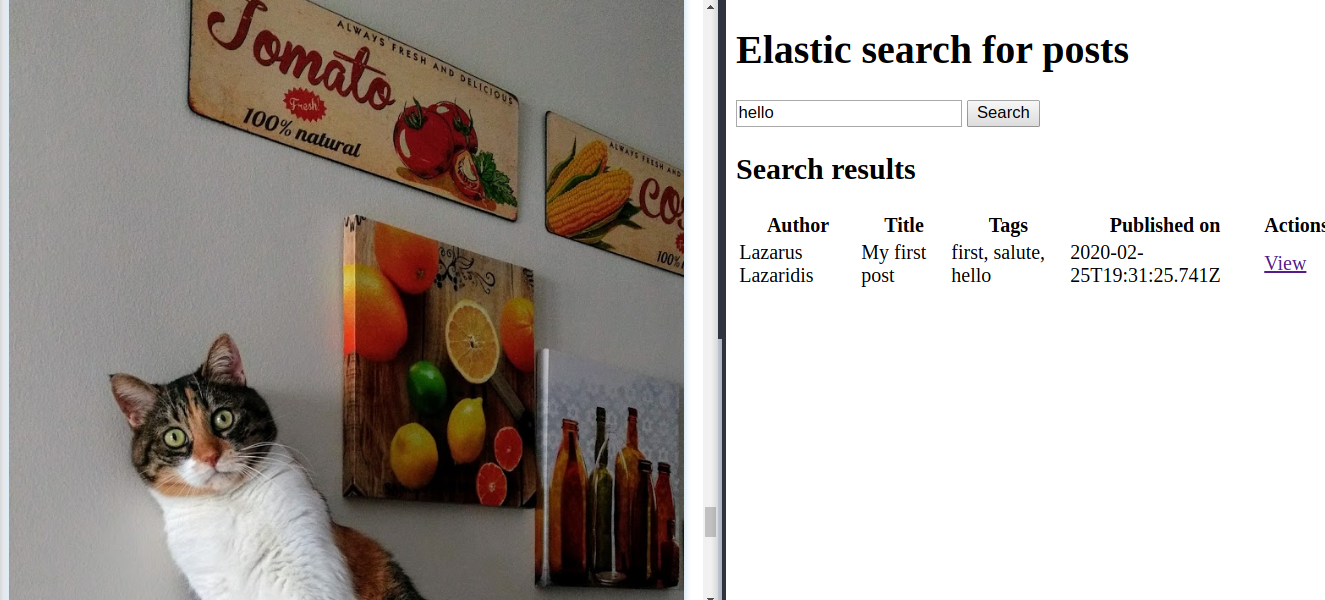 Tomato
ALWAYS FRESH AND DELICIOUS
Fresh!
100% natural
ALWAYS FRESH AND
100%
Elastic search for posts
hello
Search
Search results
Author Title Tags Published on Actions
Lazarus My first first, salute, 2020-02-
Lazaridis post hello 25T19:31:25.741Z
View